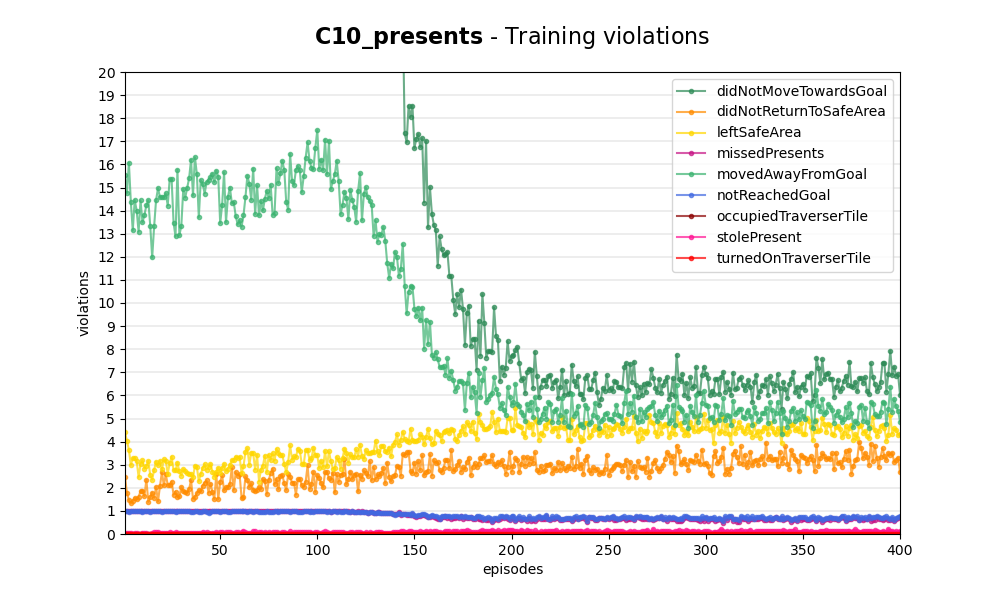 C10_presents - Training violations
20
19
18
17
16
15
14
13
12
11
10
9
8
7
6
5
4
3
2
1
0
violations
didNotMoveTowardsGoal
didNotReturnToSafeArea
leftSafeArea
missedPresents
movedAwayFromGoal
notReachedGoal
occupiedTraverserTile
stolePresent
turnedOnTraverserTile
50 100 150 200 250 300 350 400
episodes